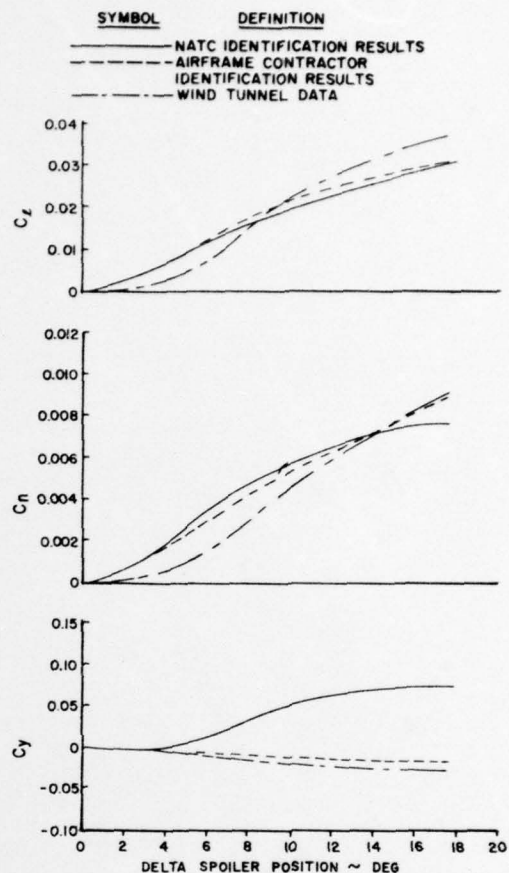 SYMBOL DEFINITION
NATC IDENTIFICATION RESULTS
AIRFRAME CONTRACTOR
IDENTIFICATION RESULTS
WIND TUNNEL DATA
0.04
0.03
0.02
0.01
0
Cℓ
0.012
0.010
0.008
0.006
0.004
0.002
0
Cn
0.15
0.10
0.05
0
-0.05
-0.10
Cy
0 2 4 6 8 10 12 14 16 18 20
DELTA SPOILER POSITION ~ DEG